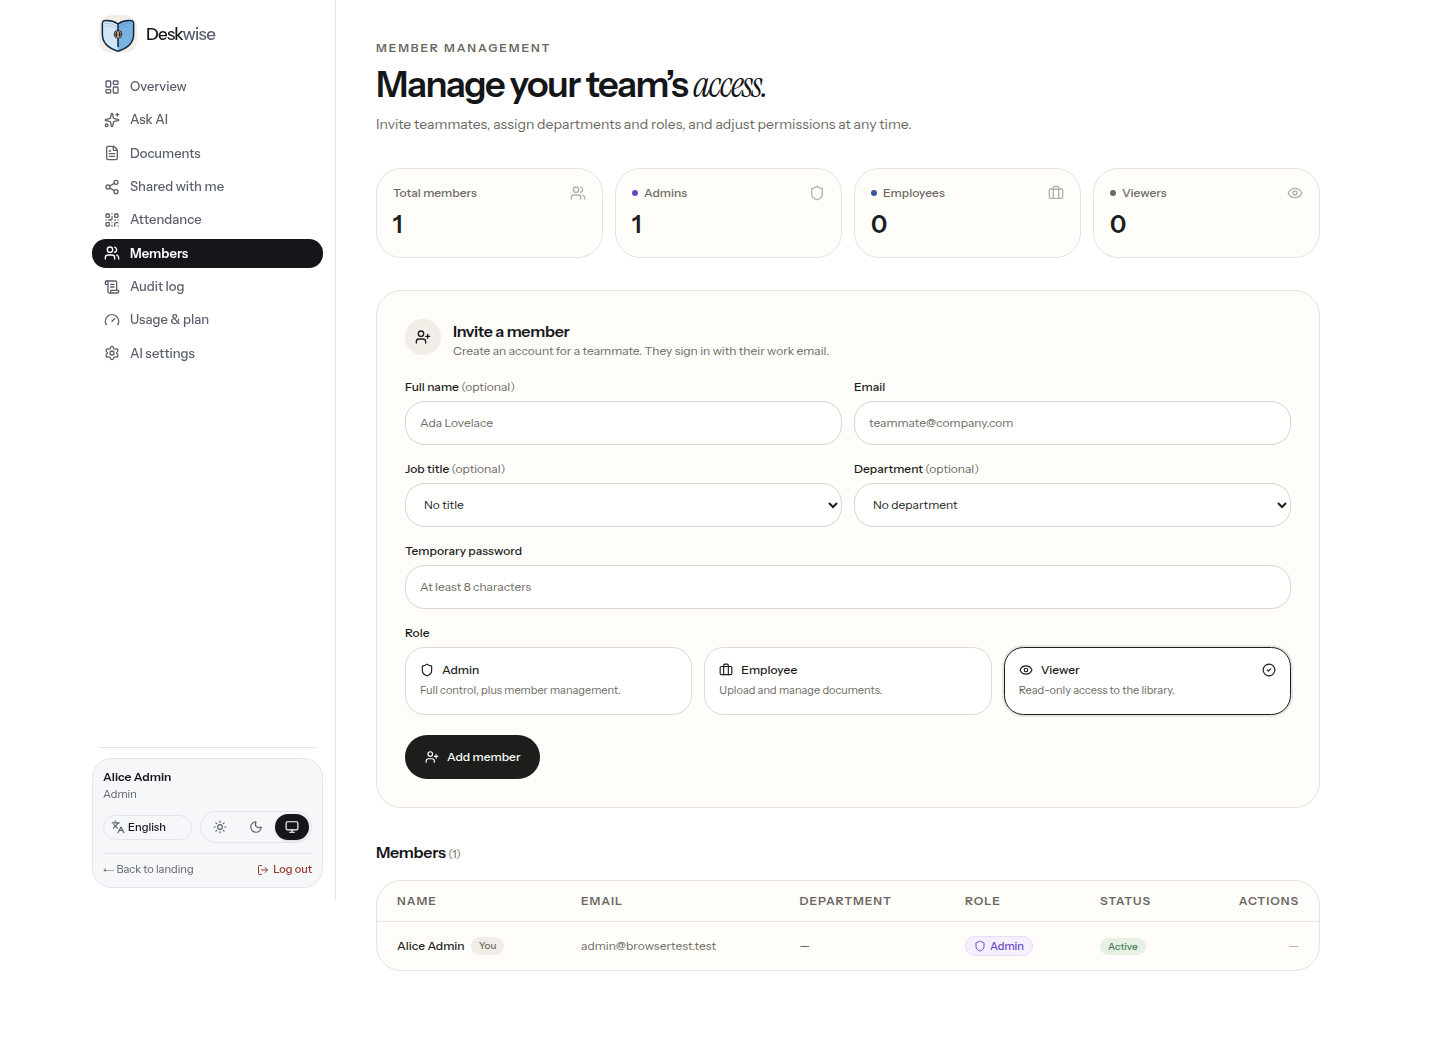 Deskwise
Overview
Ask AI
Documents
Shared with me
Attendance
Members
Audit log
Usage & plan
AI settings
Alice Admin
Admin
English
← Back to landing
Log out
MEMBER MANAGEMENT
Manage your team’s access.
Invite teammates, assign departments and roles, and adjust permissions at any time.
Total members
1
Admins
1
Employees
0
Viewers
0
Invite a member
Create an account for a teammate. They sign in with their work email.
Full name (optional)
Ada Lovelace
Email
teammate@company.com
Job title (optional)
No title
Department (optional)
No department
Temporary password
At least 8 characters
Role
Admin
Full control, plus member management.
Employee
Upload and manage documents.
Viewer
Read-only access to the library.
Add member
Members (1)
NAME EMAIL DEPARTMENT ROLE STATUS ACTIONS
Alice Admin You admin@browsertest.test — Admin Active —